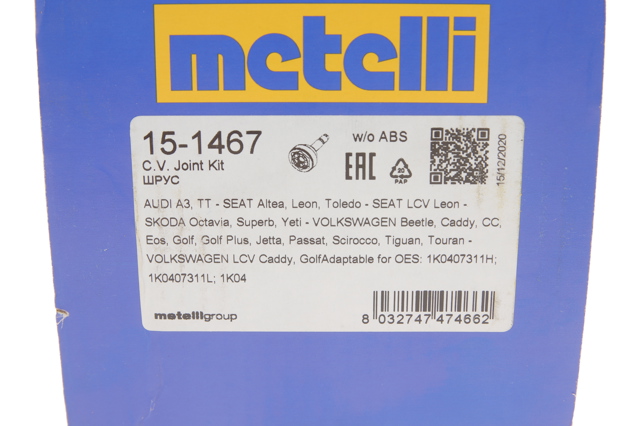 metelli
15-1467
C.V. Joint Kit
ШРУС
w/o ABS
EAC
20
PAP
15/12/2020
AUDI A3, TT - SEAT Altea, Leon, Toledo - SEAT LCV Leon -
SKODA Octavia, Superb, Yeti - VOLKSWAGEN Beetle, Caddy, CC,
Eos, Golf, Golf Plus, Jetta, Passat, Scirocco, Tiguan, Touran -
VOLKSWAGEN LCV Caddy, GolfAdaptable for OES: 1K0407311H;
1K0407311L; 1K04
metelligroup
8 032747 474662